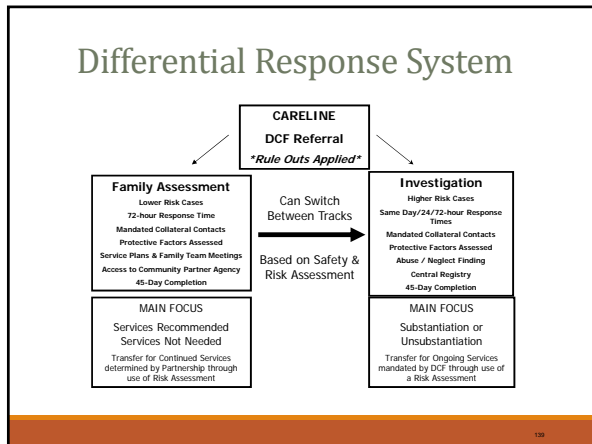 Differential Response System
CARELINE
DCF Referral
*Rule Outs Applied*
Family Assessment
Lower Risk Cases
72-hour Response Time
Mandated Collateral Contacts
Protective Factors Assessed
Service Plans & Family Team Meetings
Access to Community Partner Agency
45-Day Completion
Can Switch
Between Tracks
Based on Safety &
Risk Assessment
Investigation
Higher Risk Cases
Same Day/24/72-hour Response
Times
Mandated Collateral Contacts
Protective Factors Assessed
Abuse / Neglect Finding
Central Registry
45-Day Completion
MAIN FOCUS
Services Recommended
Services Not Needed
Transfer for Continued Services
determined by Partnership through
use of Risk Assessment
MAIN FOCUS
Substantiation or
Unsubstantiation
Transfer for Ongoing Services
mandated by DCF through use of
a Risk Assessment